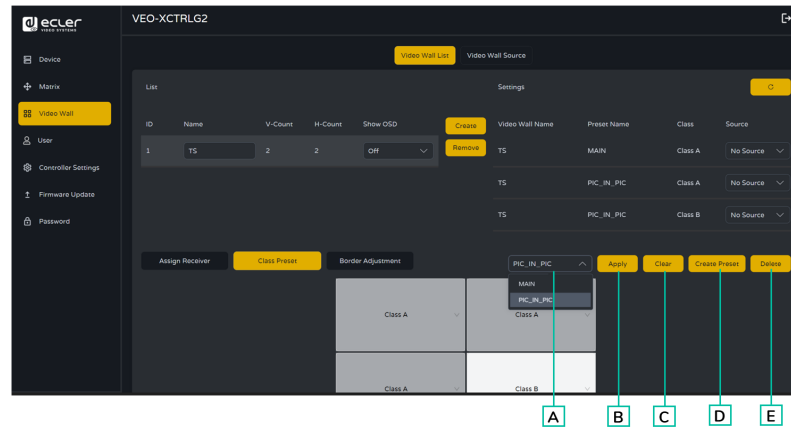 ecler
VIDEO SYSTEMS
VEO-XCTRLG2
Device
Matrix
Video Wall
User
Controller Settings
Firmware Update
Password
Video Wall List Video Wall Source
List
Settings
ID Name V-Count H-Count Show OSD
Create
Remove
1 TS 2 2 Off
Video Wall Name Preset Name Class Source
TS MAIN Class A No Source
TS PIC_IN_PIC Class A No Source
TS PIC_IN_PIC Class B No Source
Assign Receiver Class Preset Border Adjustment
PIC_IN_PIC Apply Clear Create Preset Delete
MAIN
PIC_IN_PIC
Class A Class A
Class A Class B
A B C D E